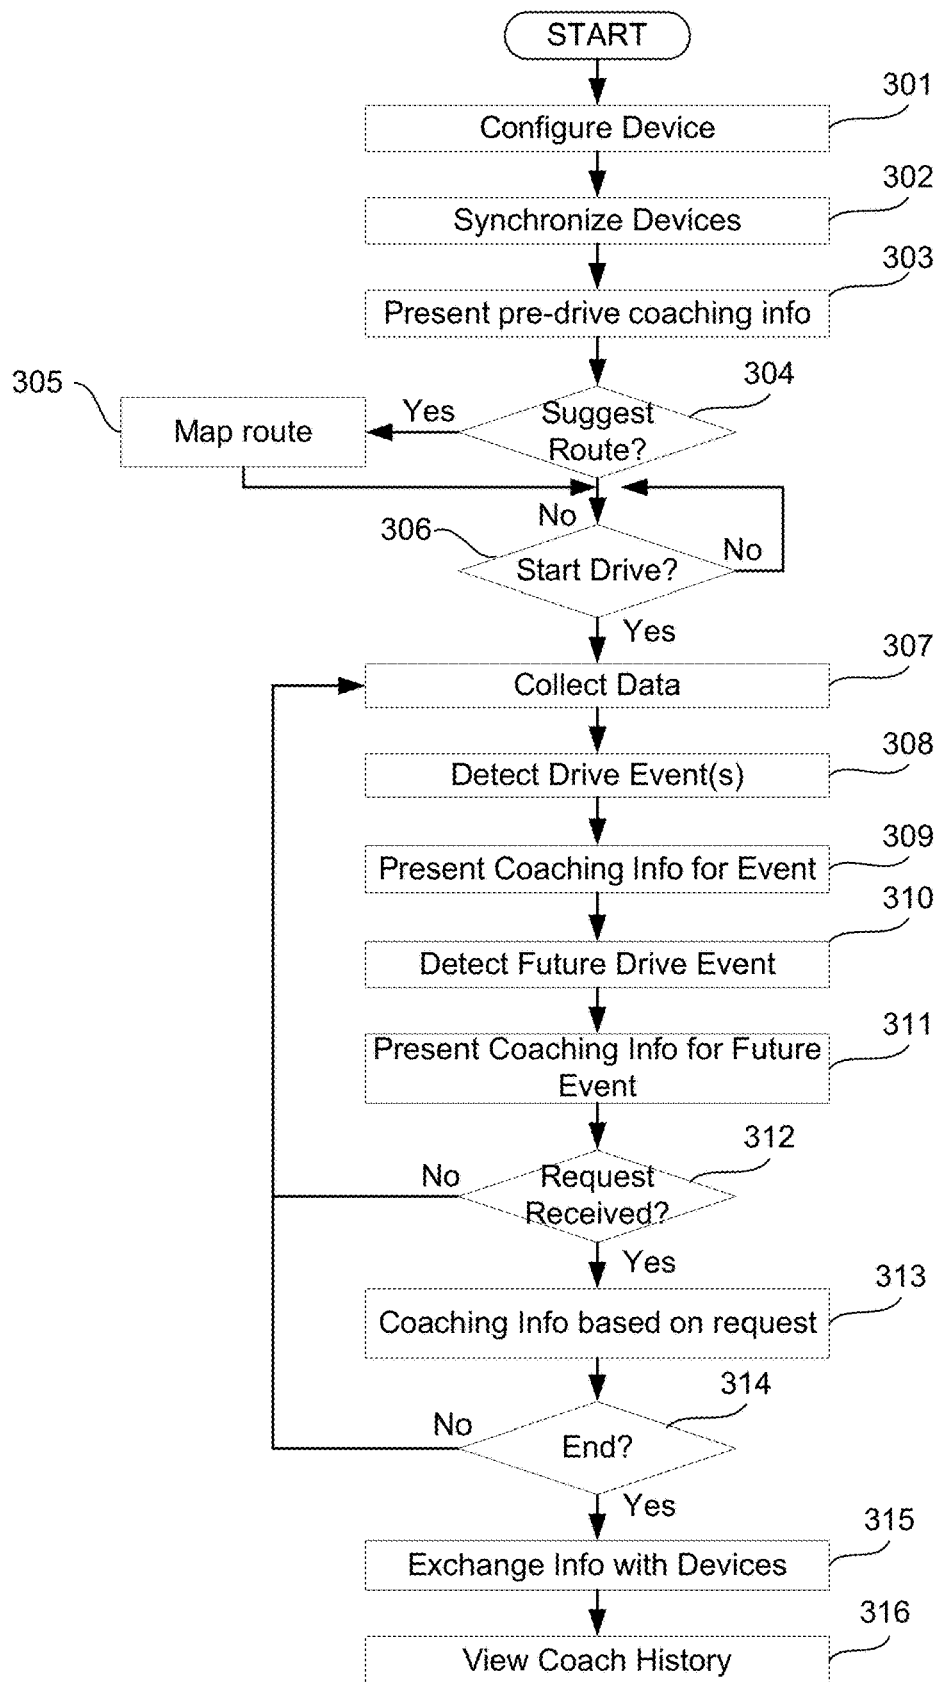 START
301
Configure Device
302
Synchronize Devices
303
Present pre-drive coaching info
304
305
Yes
Suggest
Route?
Map route
No
306
Start Drive?
No
Yes
307
Collect Data
308
Detect Drive Event(s)
309
Present Coaching Info for Event
310
Detect Future Drive Event
311
Present Coaching Info for Future
Event
312
No
Request
Received?
Yes
313
Coaching Info based on request
314
No
End?
Yes
315
Exchange Info with Devices
316
View Coach History